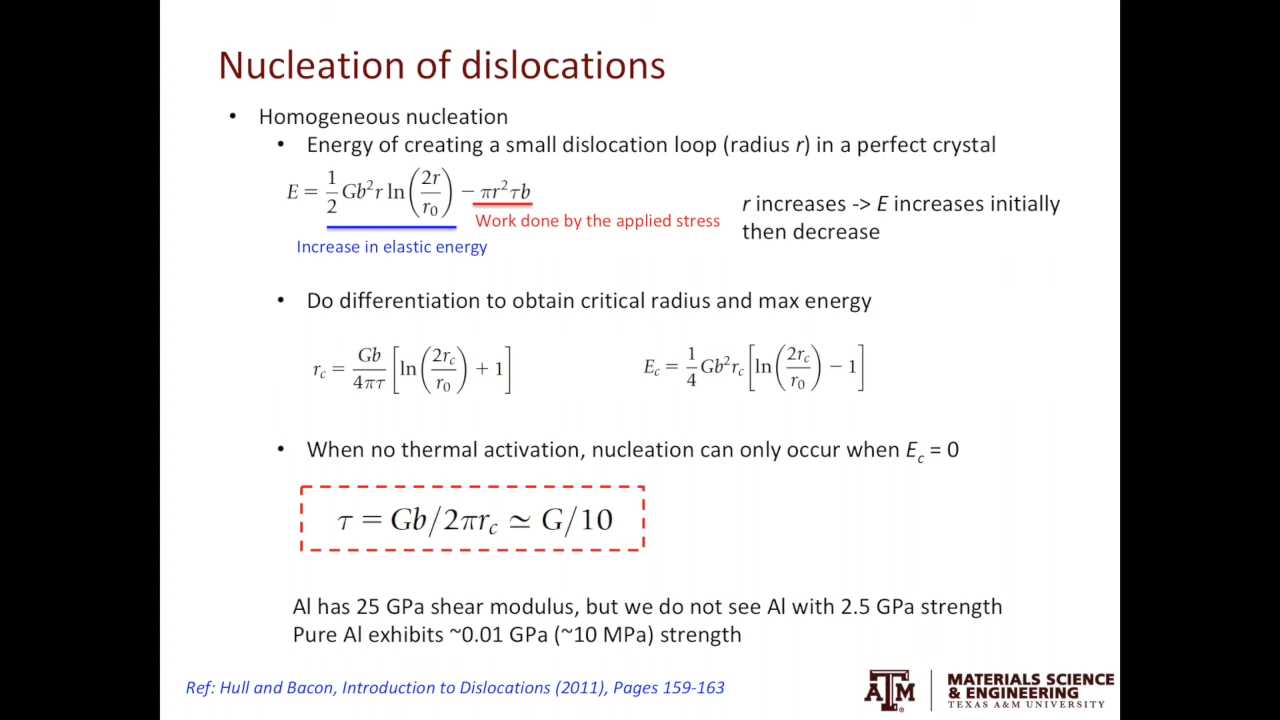 Nucleation of dislocations
• Homogeneous nucleation
• Energy of creating a small dislocation loop (radius r) in a perfect crystal
E = 1/2 Gb²r ln(2r/r₀) − πr²τb
Work done by the applied stress
Increase in elastic energy
r increases -> E increases initially
then decrease
• Do differentiation to obtain critical radius and max energy
r_c = Gb/4πτ [ln(2r_c/r₀) + 1]
E_c = 1/4 Gb²r_c [ln(2r_c/r₀) − 1]
• When no thermal activation, nucleation can only occur when E_c = 0
τ = Gb/2πr_c ≃ G/10
Al has 25 GPa shear modulus, but we do not see Al with 2.5 GPa strength
Pure Al exhibits ~0.01 GPa (~10 MPa) strength
Ref: Hull and Bacon, Introduction to Dislocations (2011), Pages 159-163
ATM
MATERIALS SCIENCE
& ENGINEERING
TEXAS A&M UNIVERSITY